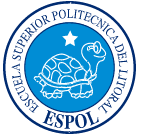 ESCUELA SUPERIOR POLITECNICA DEL LITORAL
ESPOL